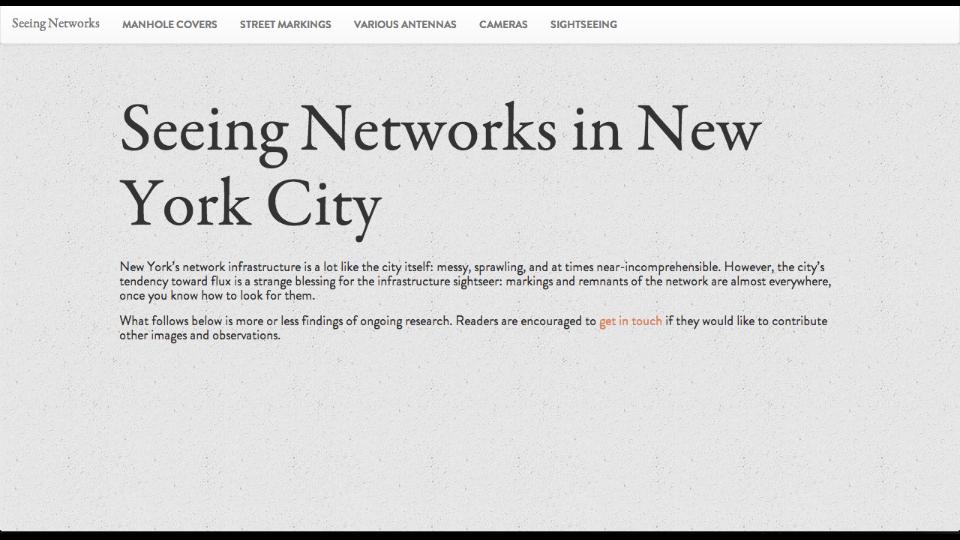 Seeing Networks MANHOLE COVERS STREET MARKINGS VARIOUS ANTENNAS CAMERAS SIGHTSEEING
Seeing Networks in New
York City
New York's network infrastructure is a lot like the city itself: messy, sprawling, and at times near-incomprehensible. However, the city's
tendency toward flux is a strange blessing for the infrastructure sightseer: markings and remnants of the network are almost everywhere,
once you know how to look for them.
What follows below is more or less findings of ongoing research. Readers are encouraged to get in touch if they would like to contribute
other images and observations.